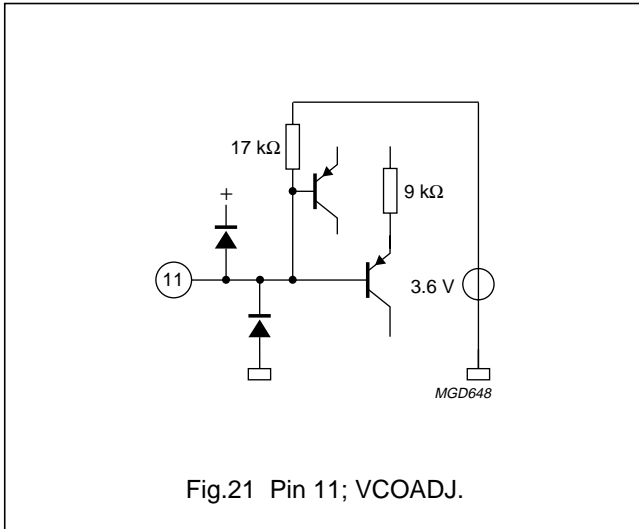 17 kΩ
9 kΩ
+
11
3.6 V
MGD648
Fig.21 Pin 11; VCOADJ.